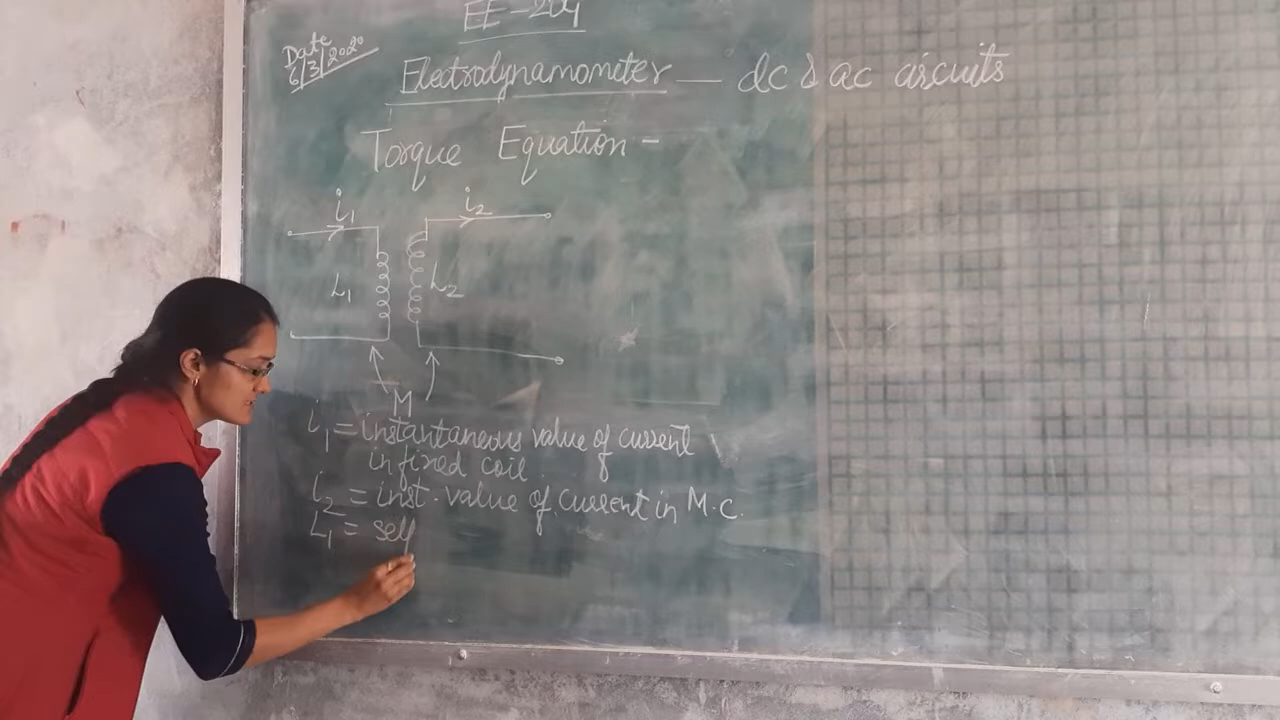 EE-204
Date
6/3/2020
Electrodynamometer — dc & ac circuits
Torque Equation -
i1
i2
L1
L2
M
i1 = instantaneous value of current
in fixed coil
i2 = inst. value of current in M.C.
L1 = self